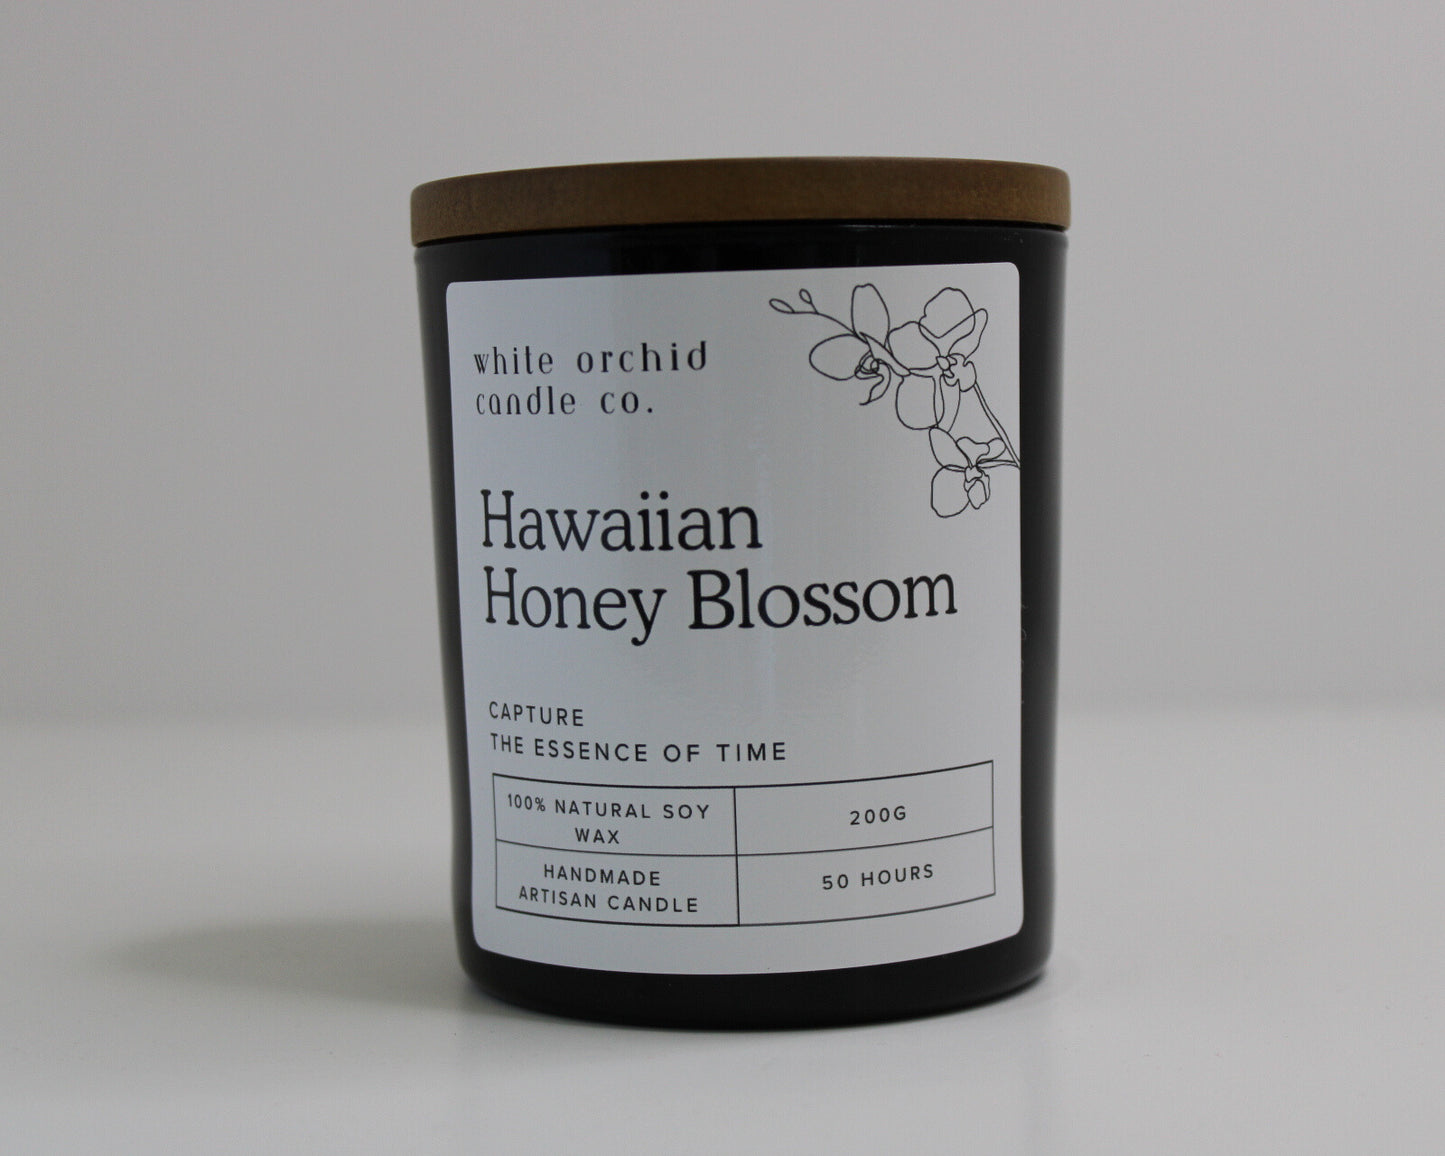 white orchid
candle co.
Hawaiian
Honey Blossom
CAPTURE
THE ESSENCE OF TIME
100% NATURAL SOY
WAX
200G
HANDMADE
ARTISAN CANDLE
50 HOURS